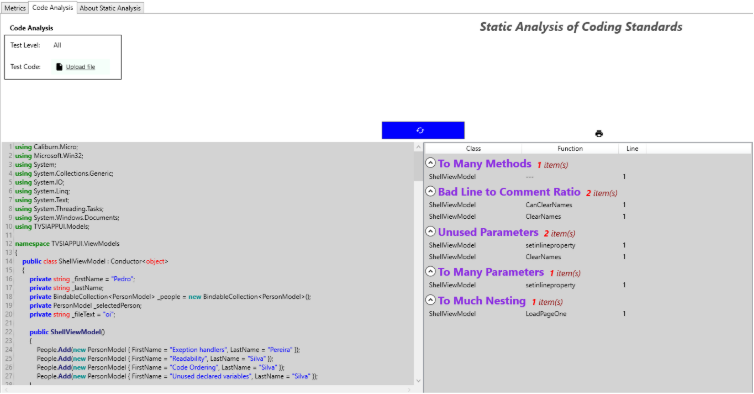 Metrics Code Analysis About Static Analysis
Code Analysis
Static Analysis of Coding Standards
Test Level: All
Test Code: Upload file
1 using Caliburn.Micro;
2 using Microsoft.Win32;
3 using System;
4 using System.Collections.Generic;
5 using System.IO;
6 using System.Linq;
7 using System.Text;
8 using System.Threading.Tasks;
9 using System.Windows.Documents;
10 using TVSIAPPUI.Models;
11
12 namespace TVSIAPPUI.ViewModels
13 {
14 public class ShellViewModel : Conductor<object>
15 {
16 private string _firstName = "Pedro";
17 private string _lastName;
18 private BindableCollection<PersonModel> _people = new BindableCollection<PersonModel>();
19 private PersonModel _selectedPerson;
20 private string _fileText = "oi";
21
22 public ShellViewModel()
23 {
24 People.Add(new PersonModel { FirstName = "Exeption handlers", LastName = "Pereira" });
25 People.Add(new PersonModel { FirstName = "Readability", LastName = "Silva" });
26 People.Add(new PersonModel { FirstName = "Code Ordering", LastName = "Silva" });
27 People.Add(new PersonModel { FirstName = "Unused declared variables", LastName = "Silva" });
28 }
Class Function Line
To Many Methods 1 item(s)
ShellViewModel --- 1
Bad Line to Comment Ratio 2 item(s)
ShellViewModel CanClearNames 1
ShellViewModel ClearNames 1
Unused Parameters 2 item(s)
ShellViewModel setinlineproperty 1
ShellViewModel ClearNames 1
To Many Parameters 1 item(s)
ShellViewModel setinlineproperty 1
To Much Nesting 1 item(s)
ShellViewModel LoadPageOne 1